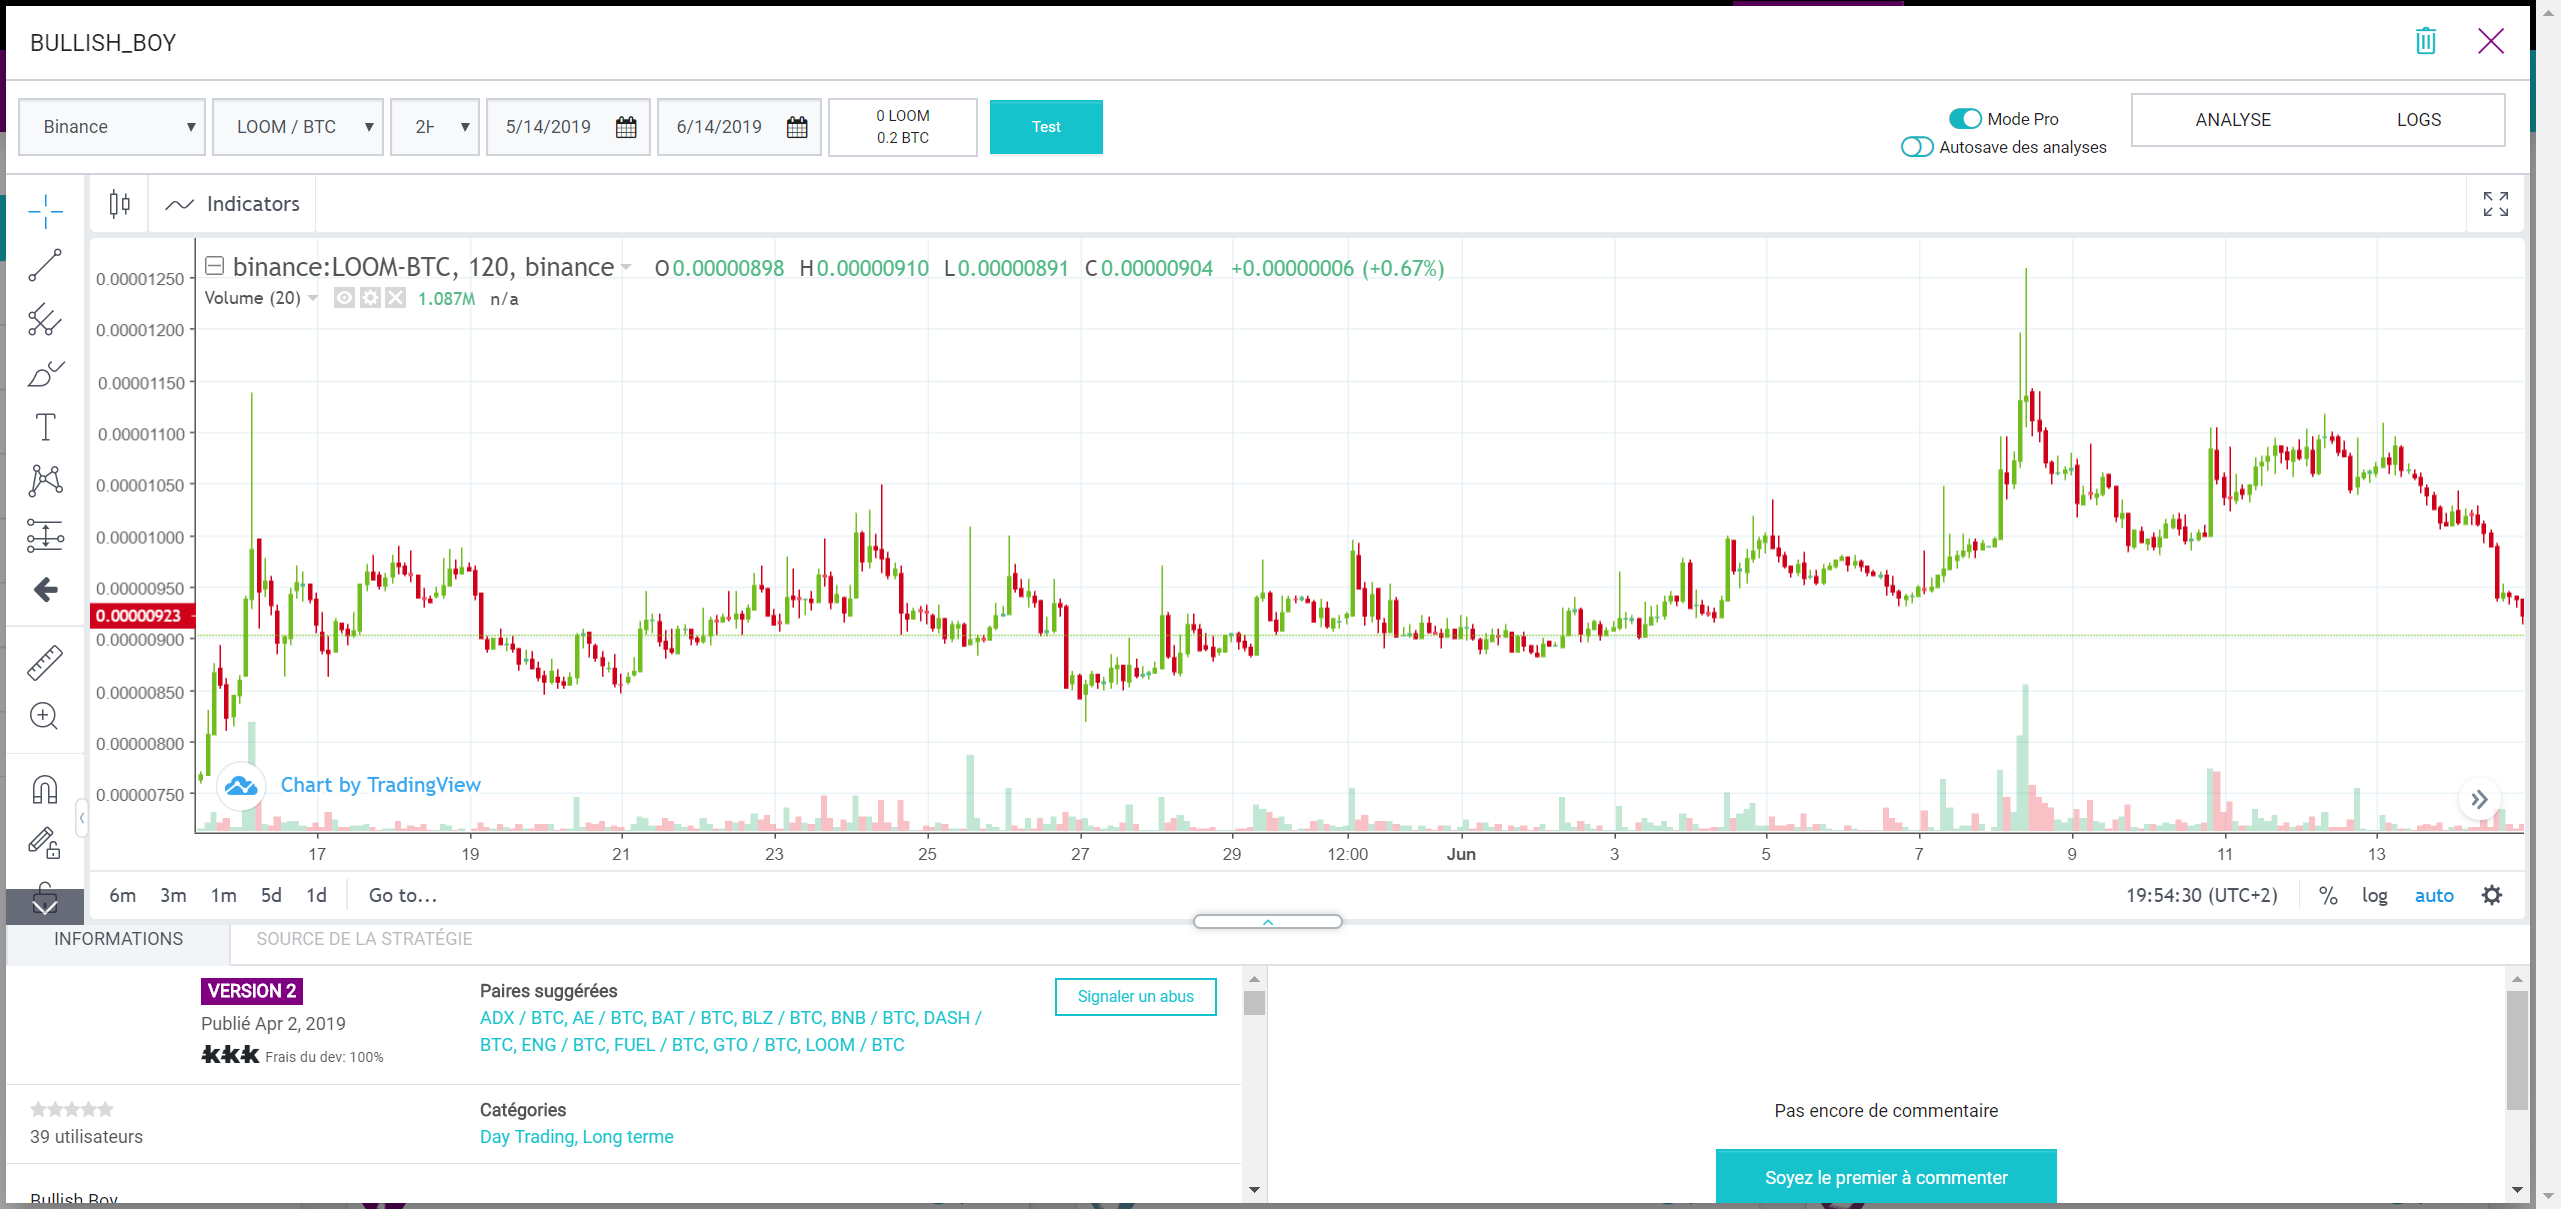 BULLISH_BOY
Binance
LOOM / BTC
5/14/2019
6/14/2019
0 LOOM
0.2 BTC
Test
Mode Pro
Autosave des analyses
ANALYSE
LOGS
Indicators
binance:LOOM-BTC, 120, binance O 0.00000898 H 0.00000910 L 0.00000891 C 0.00000904 +0.00000006 (+0.67%)
Volume (20) 1.087M n/a
0.00001250
0.00001200
0.00001150
0.00001100
0.00001050
0.00001000
0.00000950
0.00000923
0.00000900
0.00000850
0.00000800
0.00000750
Chart by TradingView
17 19 21 23 25 27 29 12:00 Jun 3 5 7 9 11 13
6m 3m 1m 5d 1d Go to...
19:54:30 (UTC+2) % log auto
INFORMATIONS
SOURCE DE LA STRATÉGIE
VERSION 2
Publié Apr 2, 2019
Frais du dev: 100%
Paires suggérées
ADX / BTC, AE / BTC, BAT / BTC, BLZ / BTC, BNB / BTC, DASH /
BTC, ENG / BTC, FUEL / BTC, GTO / BTC, LOOM / BTC
Signaler un abus
39 utilisateurs
Catégories
Day Trading, Long terme
Bullish Boy
Pas encore de commentaire
Soyez le premier à commenter